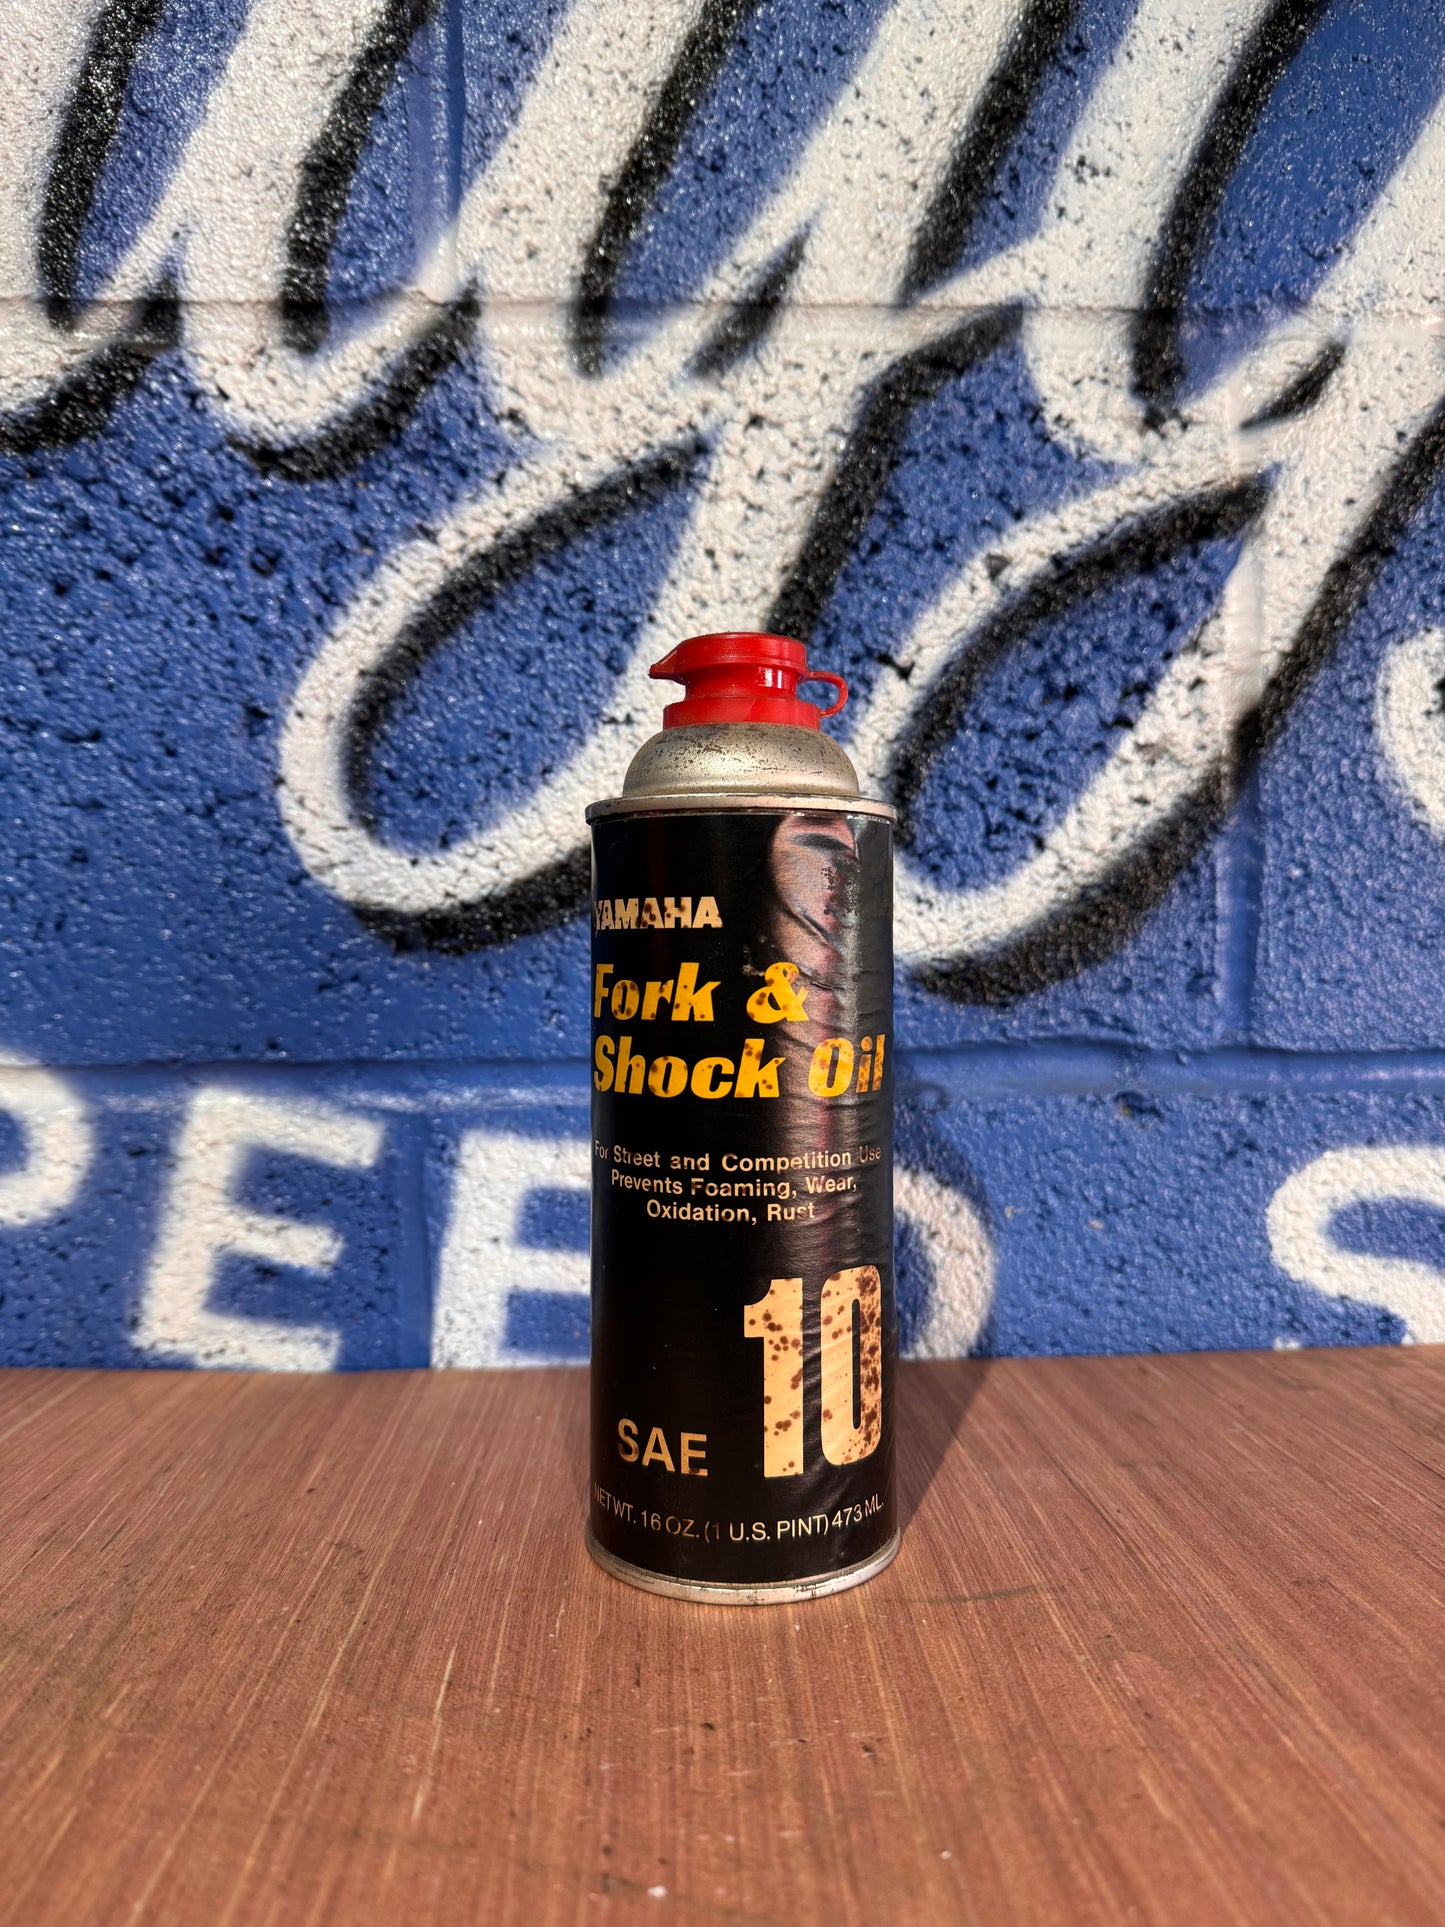 YAMAHA
Fork &
Shock Oil
For Street and Competition Use
Prevents Foaming, Wear,
Oxidation, Rust
10
SAE
NET WT. 16 OZ. (1 U.S. PINT) 473 ML.